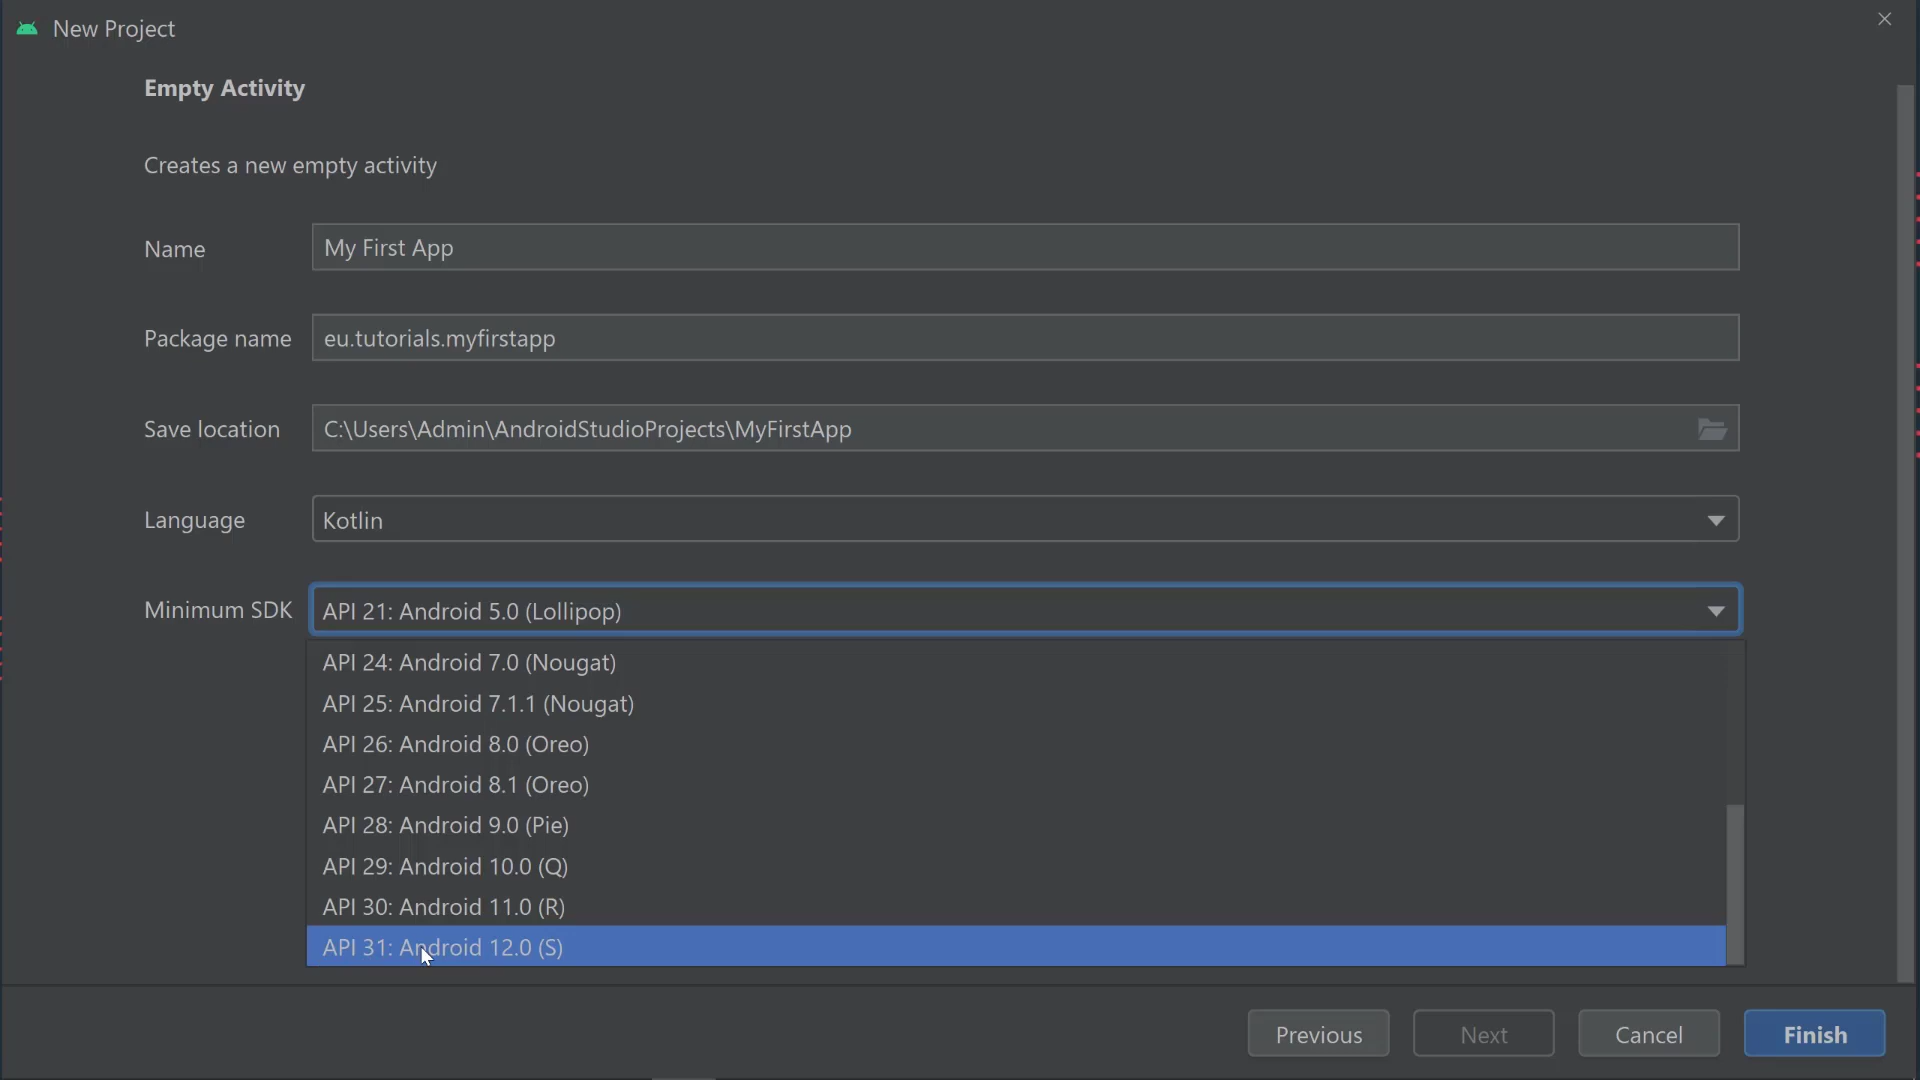 New Project
Empty Activity
Creates a new empty activity
Name
My First App
Package name
eu.tutorials.myfirstapp
Save location
C:\Users\Admin\AndroidStudioProjects\MyFirstApp
Language
Kotlin
Minimum SDK
API 21: Android 5.0 (Lollipop)
API 24: Android 7.0 (Nougat)
API 25: Android 7.1.1 (Nougat)
API 26: Android 8.0 (Oreo)
API 27: Android 8.1 (Oreo)
API 28: Android 9.0 (Pie)
API 29: Android 10.0 (Q)
API 30: Android 11.0 (R)
API 31: Android 12.0 (S)
Previous
Next
Cancel
Finish